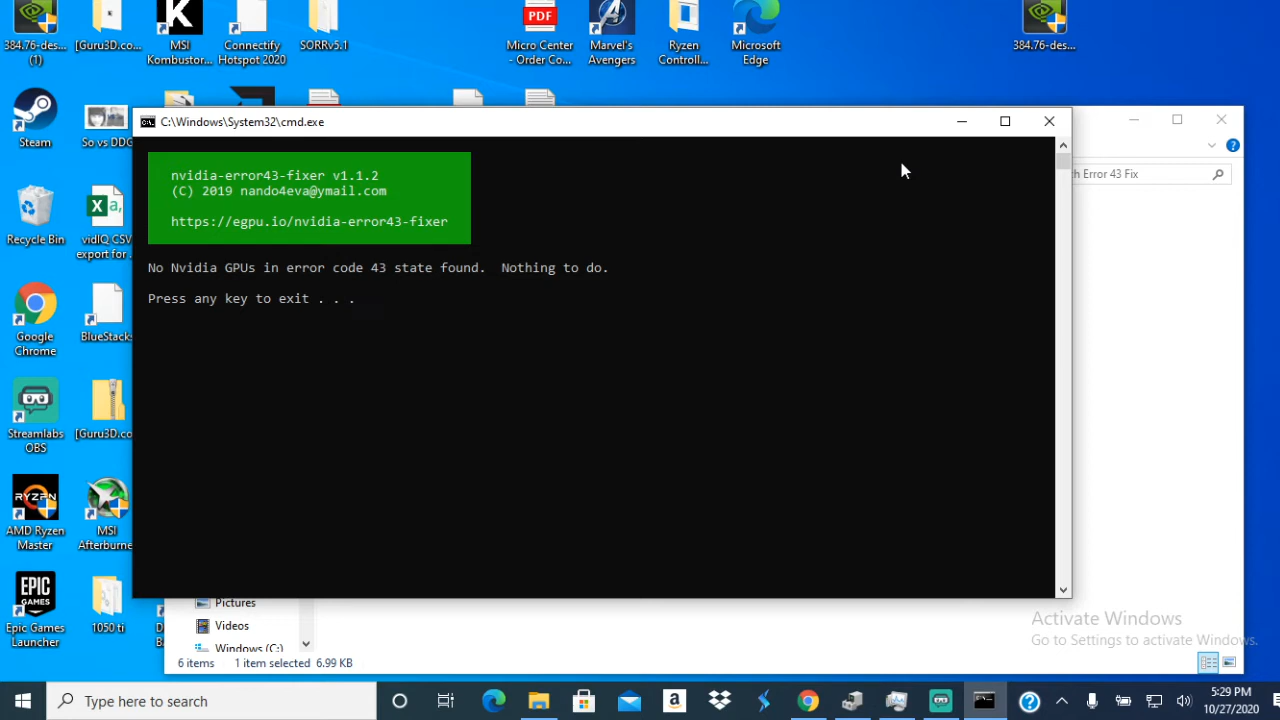 384.76-des...
(1)
[Guru3D.co...
MSI
Kombustor...
Connectify
Hotspot 2020
SORRv5.1
PDF
Micro Center
- Order Co...
Marvel's
Avengers
Ryzen
Controll...
Microsoft
Edge
384.76-des...
Steam
So vs DDG
C:\Windows\System32\cmd.exe
h Error 43 Fix
nvidia-error43-fixer v1.1.2
(C) 2019 nando4eva@ymail.com
https://egpu.io/nvidia-error43-fixer
No Nvidia GPUs in error code 43 state found.  Nothing to do.
Press any key to exit . . .
Recycle Bin
vidIQ CSV
export for ...
Google
Chrome
BlueStacks
Streamlabs
OBS
[Guru3D.co
RYZEN
AMD Ryzen
Master
MSI
Afterburne
EPIC
GAMES
Epic Games
Launcher
1050 ti
Pictures
Videos
Windows (C:)
6 items
1 item selected  6.99 KB
Activate Windows
Go to Settings to activate Windows.
Type here to search
5:29 PM
10/27/2020